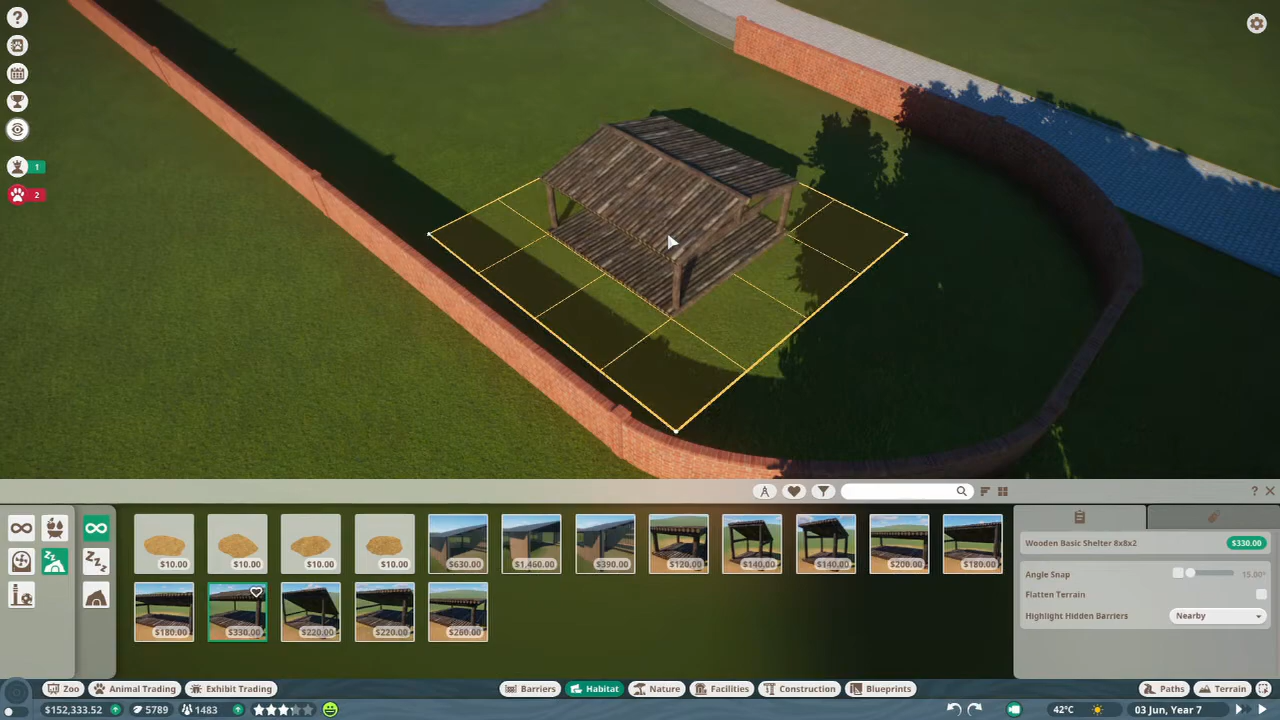 ?
1
2
? ×
$10.00 $10.00 $10.00 $10.00 $630.00 $1,460.00 $390.00 $120.00 $140.00 $140.00 $200.00 $180.00
$180.00 $330.00 $220.00 $220.00 $260.00
Wooden Basic Shelter 8x8x2 $330.00
Angle Snap 15.00°
Flatten Terrain
Highlight Hidden Barriers Nearby
Zoo Animal Trading Exhibit Trading Barriers Habitat Nature Facilities Construction Blueprints Paths Terrain
$152,333.52 5789 1483 42°C 03 Jun, Year 7